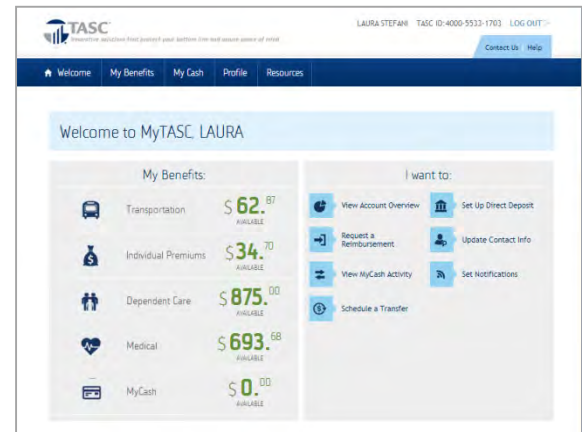 TASC
Innovative solutions that protect your bottom line and assure peace of mind
LAURA STEFANI TASC ID:4000-5533-1703 LOG OUT
Contact Us Help
Welcome My Benefits My Cash Profile Resources
Welcome to MyTASC, LAURA
My Benefits:
Transportation $62.87 AVAILABLE
Individual Premiums $34.70 AVAILABLE
Dependent Care $875.00 AVAILABLE
Medical $693.68 AVAILABLE
MyCash $0.00 AVAILABLE
I want to:
View Account Overview
Set Up Direct Deposit
Request a
Reimbursement
Update Contact Info
View MyCash Activity
Set Notifications
Schedule a Transfer